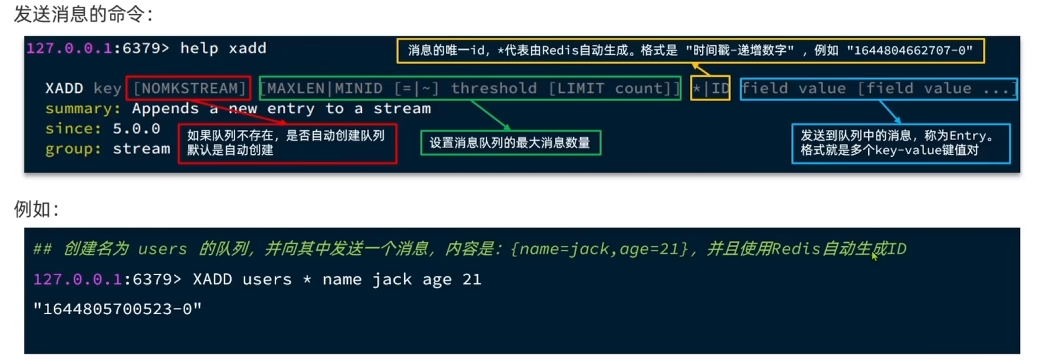 发送消息的命令：
127.0.0.1:6379> help xadd
消息的唯一id，*代表由Redis自动生成。格式是 "时间戳-递增数字" ，例如 "1644804662707-0"
XADD key [NOMKSTREAM] [MAXLEN|MINID [=|~] threshold [LIMIT count]] *|ID field value [field value ...]
summary: Appends a new entry to a stream
since: 5.0.0
group: stream
如果队列不存在，是否自动创建队列
默认是自动创建
设置消息队列的最大消息数量
发送到队列中的消息，称为Entry。
格式就是多个key-value键值对
例如：
## 创建名为 users 的队列，并向其中发送一个消息，内容是：{name=jack,age=21}，并且使用Redis自动生成ID
127.0.0.1:6379> XADD users * name jack age 21
"1644805700523-0"